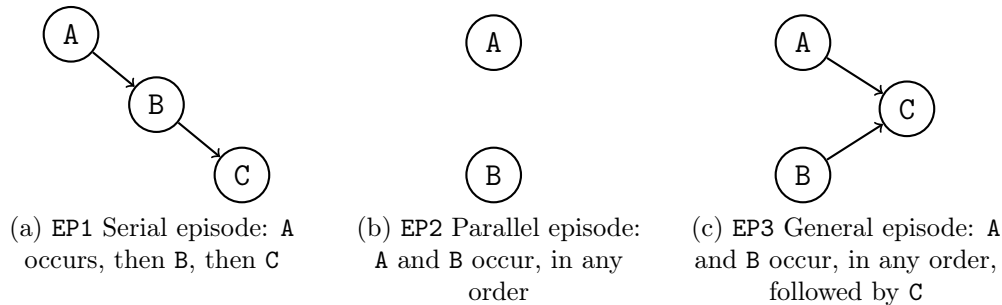 A
B
C
(a) EP1 Serial episode: A
occurs, then B, then C
A
B
(b) EP2 Parallel episode:
A and B occur, in any
order
A
B
C
(c) EP3 General episode: A
and B occur, in any order,
followed by C